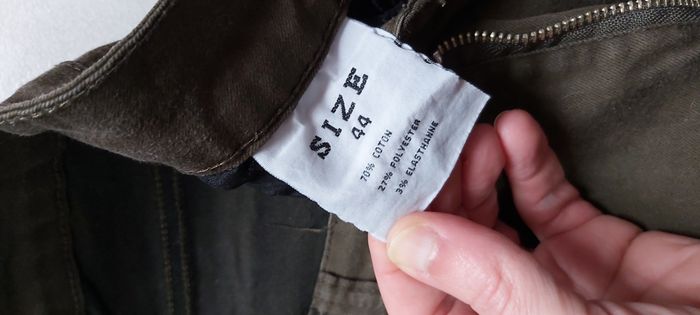 SIZE
44
70% COTON
27% POLYESTER
3% ELASTHANNE